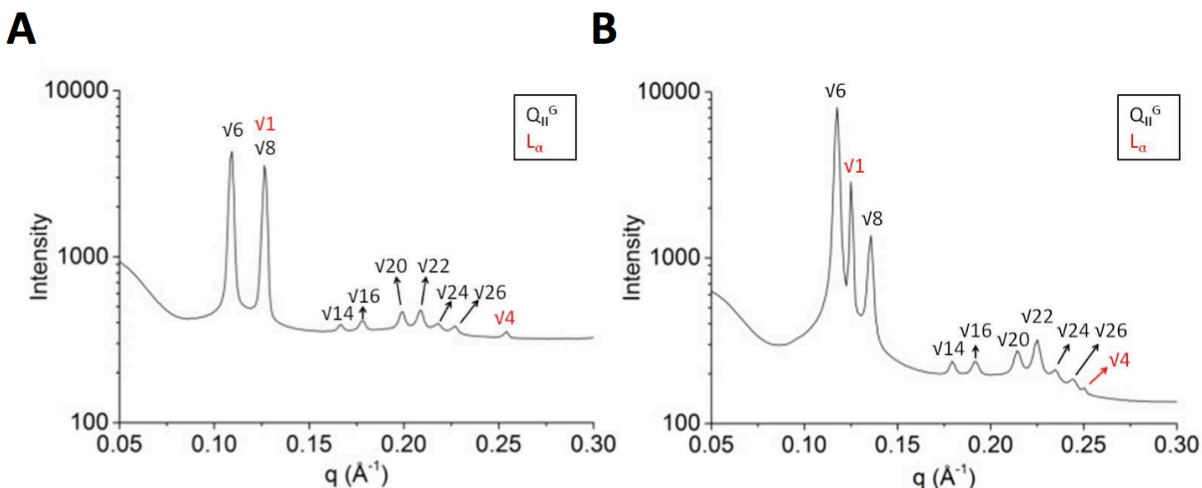 A
10000
1000
100
Intensity
√6
√1
√8
√14
√16
√20
√22
√24
√26
√4
Q_II^G
L_α
0.05 0.10 0.15 0.20 0.25 0.30
q (Å⁻¹)
B
10000
1000
100
Intensity
√6
√1
√8
√14
√16
√20
√22
√24
√26
√4
Q_II^G
L_α
0.05 0.10 0.15 0.20 0.25 0.30
q (Å⁻¹)